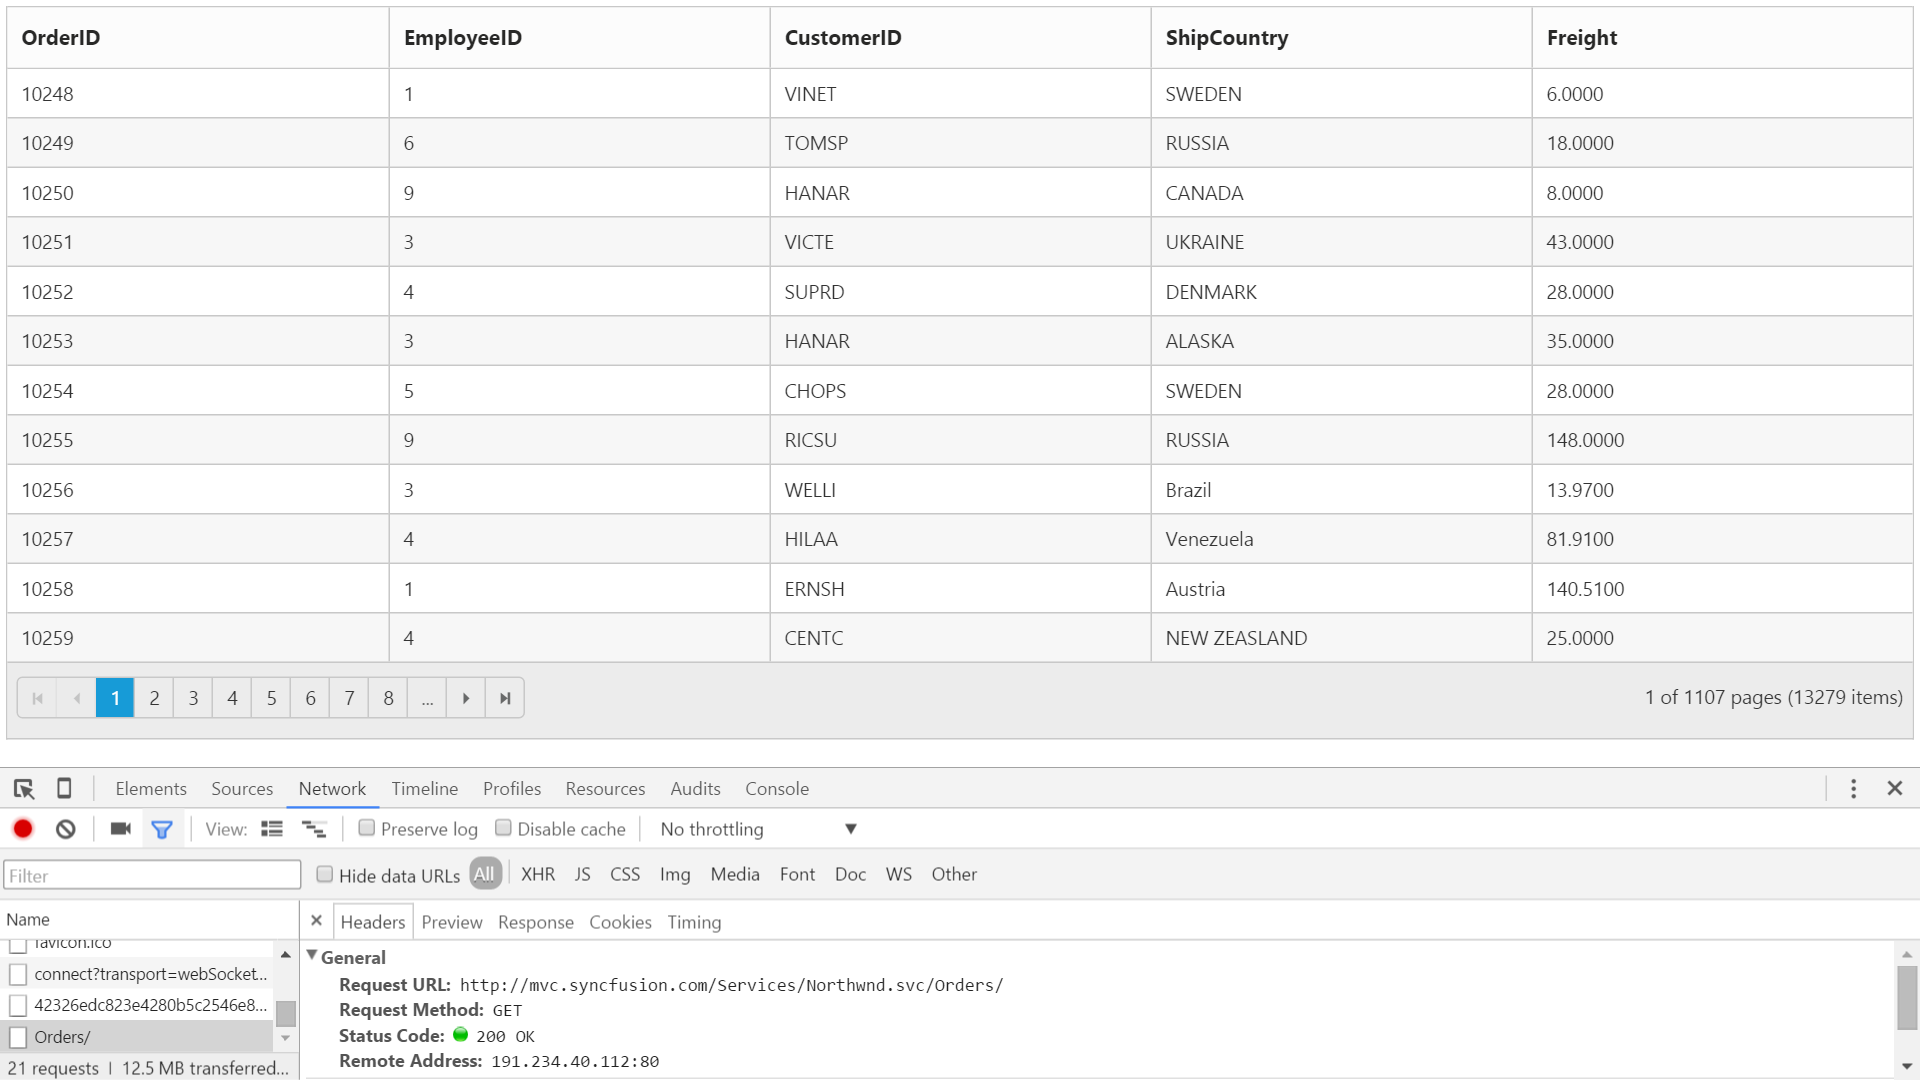 OrderID EmployeeID CustomerID ShipCountry Freight
10248 1 VINET SWEDEN 6.0000
10249 6 TOMSP RUSSIA 18.0000
10250 9 HANAR CANADA 8.0000
10251 3 VICTE UKRAINE 43.0000
10252 4 SUPRD DENMARK 28.0000
10253 3 HANAR ALASKA 35.0000
10254 5 CHOPS SWEDEN 28.0000
10255 9 RICSU RUSSIA 148.0000
10256 3 WELLI Brazil 13.9700
10257 4 HILAA Venezuela 81.9100
10258 1 ERNSH Austria 140.5100
10259 4 CENTC NEW ZEASLAND 25.0000
1 2 3 4 5 6 7 8 ... 1 of 1107 pages (13279 items)
Elements Sources Network Timeline Profiles Resources Audits Console
View: Preserve log Disable cache No throttling
Filter Hide data URLs All XHR JS CSS Img Media Font Doc WS Other
Name Headers Preview Response Cookies Timing
favicon.ico
General
connect?transport=webSocket...
Request URL: http://mvc.syncfusion.com/Services/Northwnd.svc/Orders/
42326edc823e4280b5c2546e8...
Request Method: GET
Orders/
Status Code: 200 OK
21 requests | 12.5 MB transferred...
Remote Address: 191.234.40.112:80